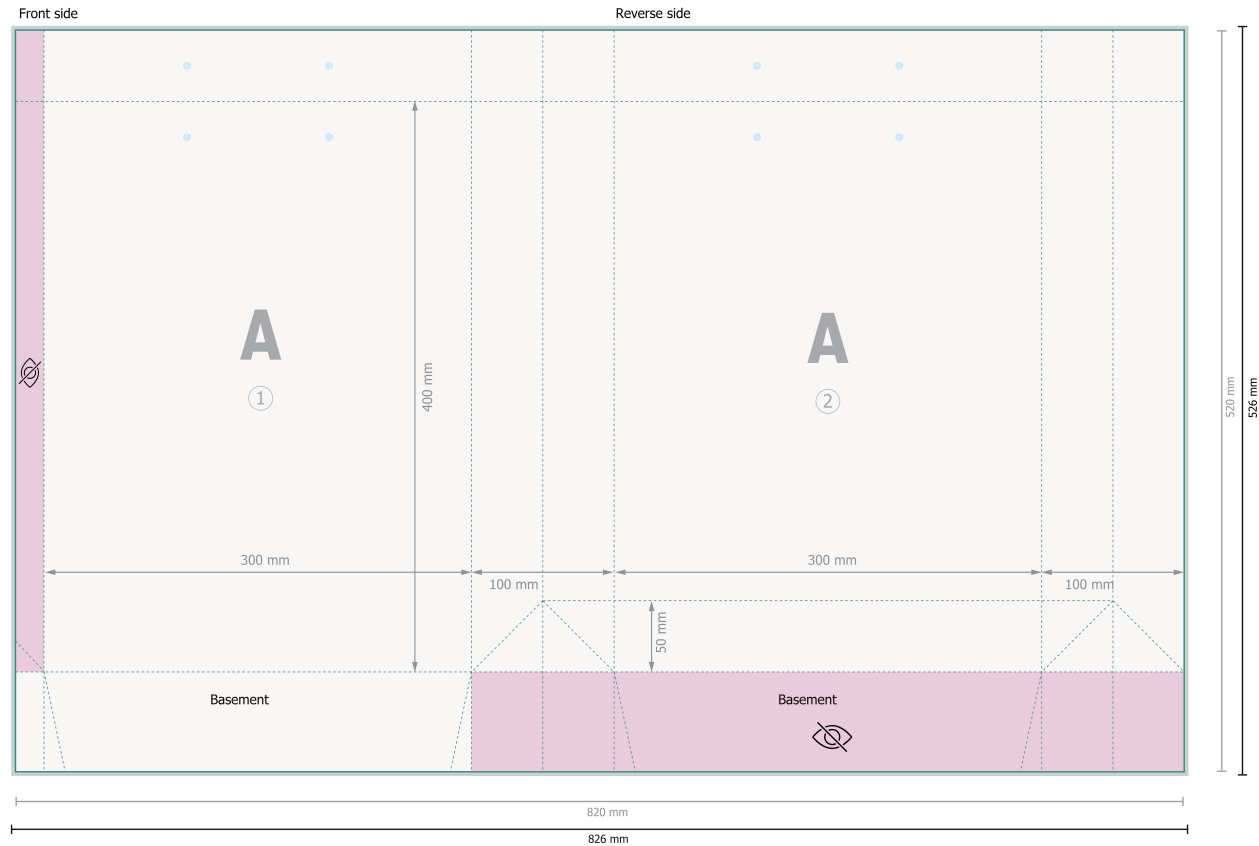 Front side
Reverse side
A
1
A
2
400 mm
520 mm
526 mm
300 mm
300 mm
100 mm
100 mm
50 mm
Basement
Basement
820 mm
826 mm